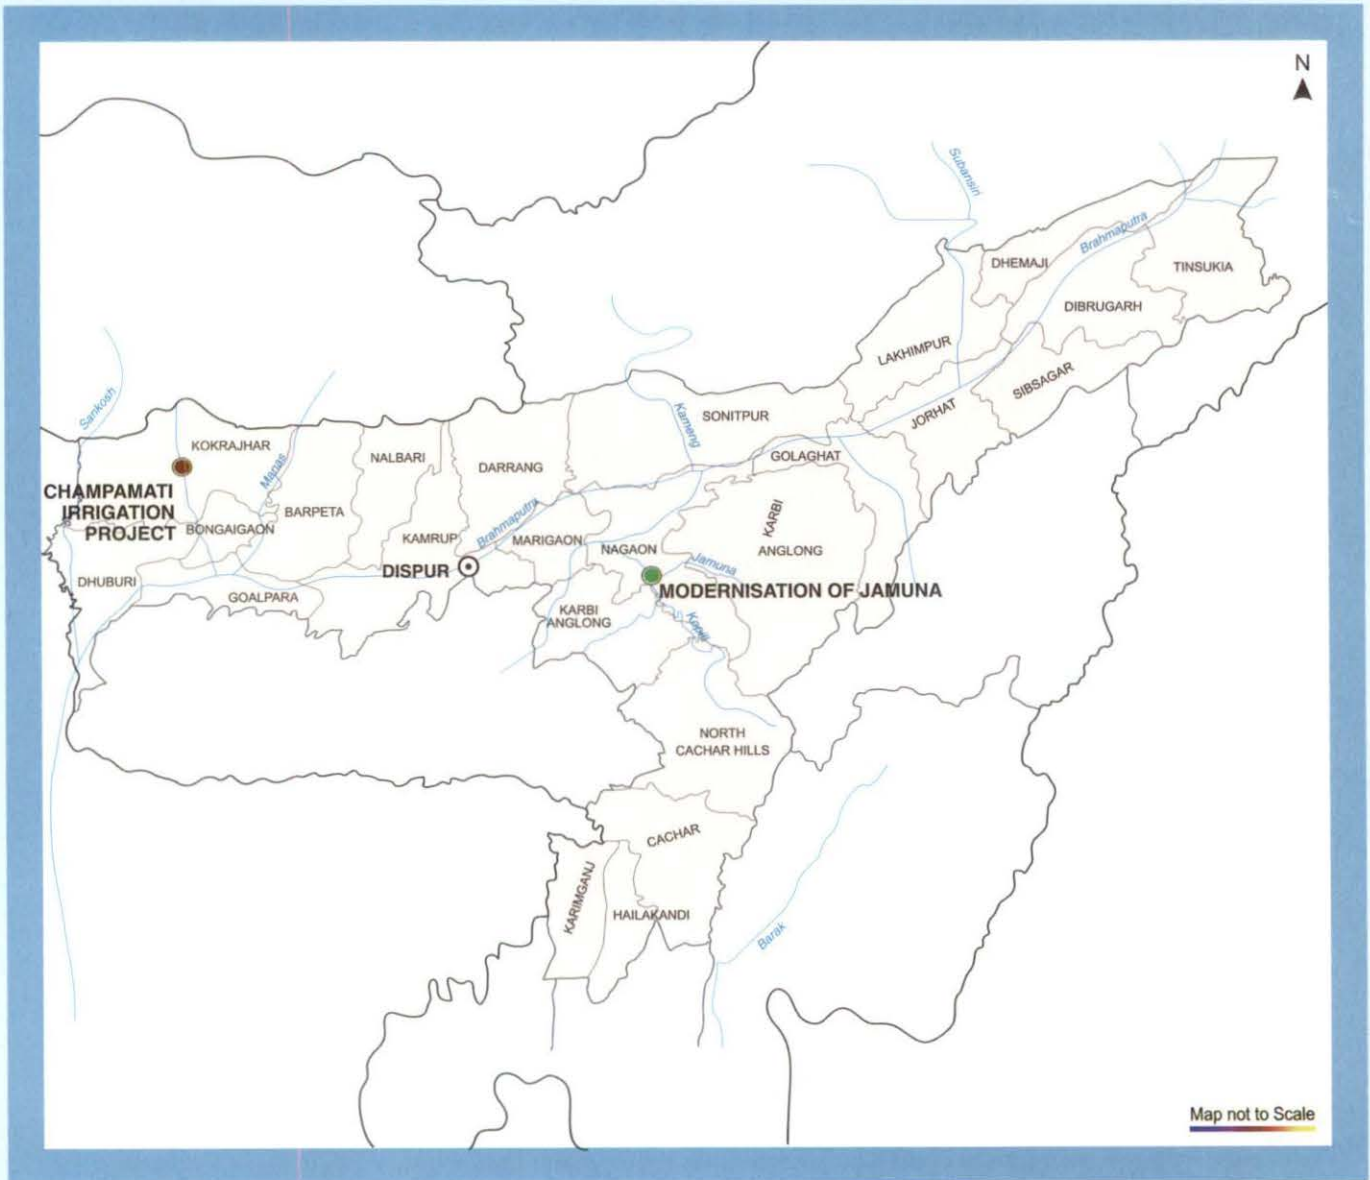 N
Subansiri
Brahmaputra
DHEMAJI
TINSUKIA
DIBRUGARH
LAKHIMPUR
SIBSAGAR
JORHAT
Sankosh
Kameng
SONITPUR
KOKRAJHAR
Manas
NALBARI
DARRANG
GOLAGHAT
CHAMPAMATI
IRRIGATION
PROJECT
BARPETA
BONGAIGAON
KAMRUP
Brahmaputra
MARIGAON
NAGAON
KARBI
ANGLONG
DISPUR
Jamuna
DHUBURI
GOALPARA
MODERNISATION OF JAMUNA
KARBI
ANGLONG
Kopili
NORTH
CACHAR HILLS
CACHAR
KARIMGANJ
HAILAKANDI
Barak
Map not to Scale